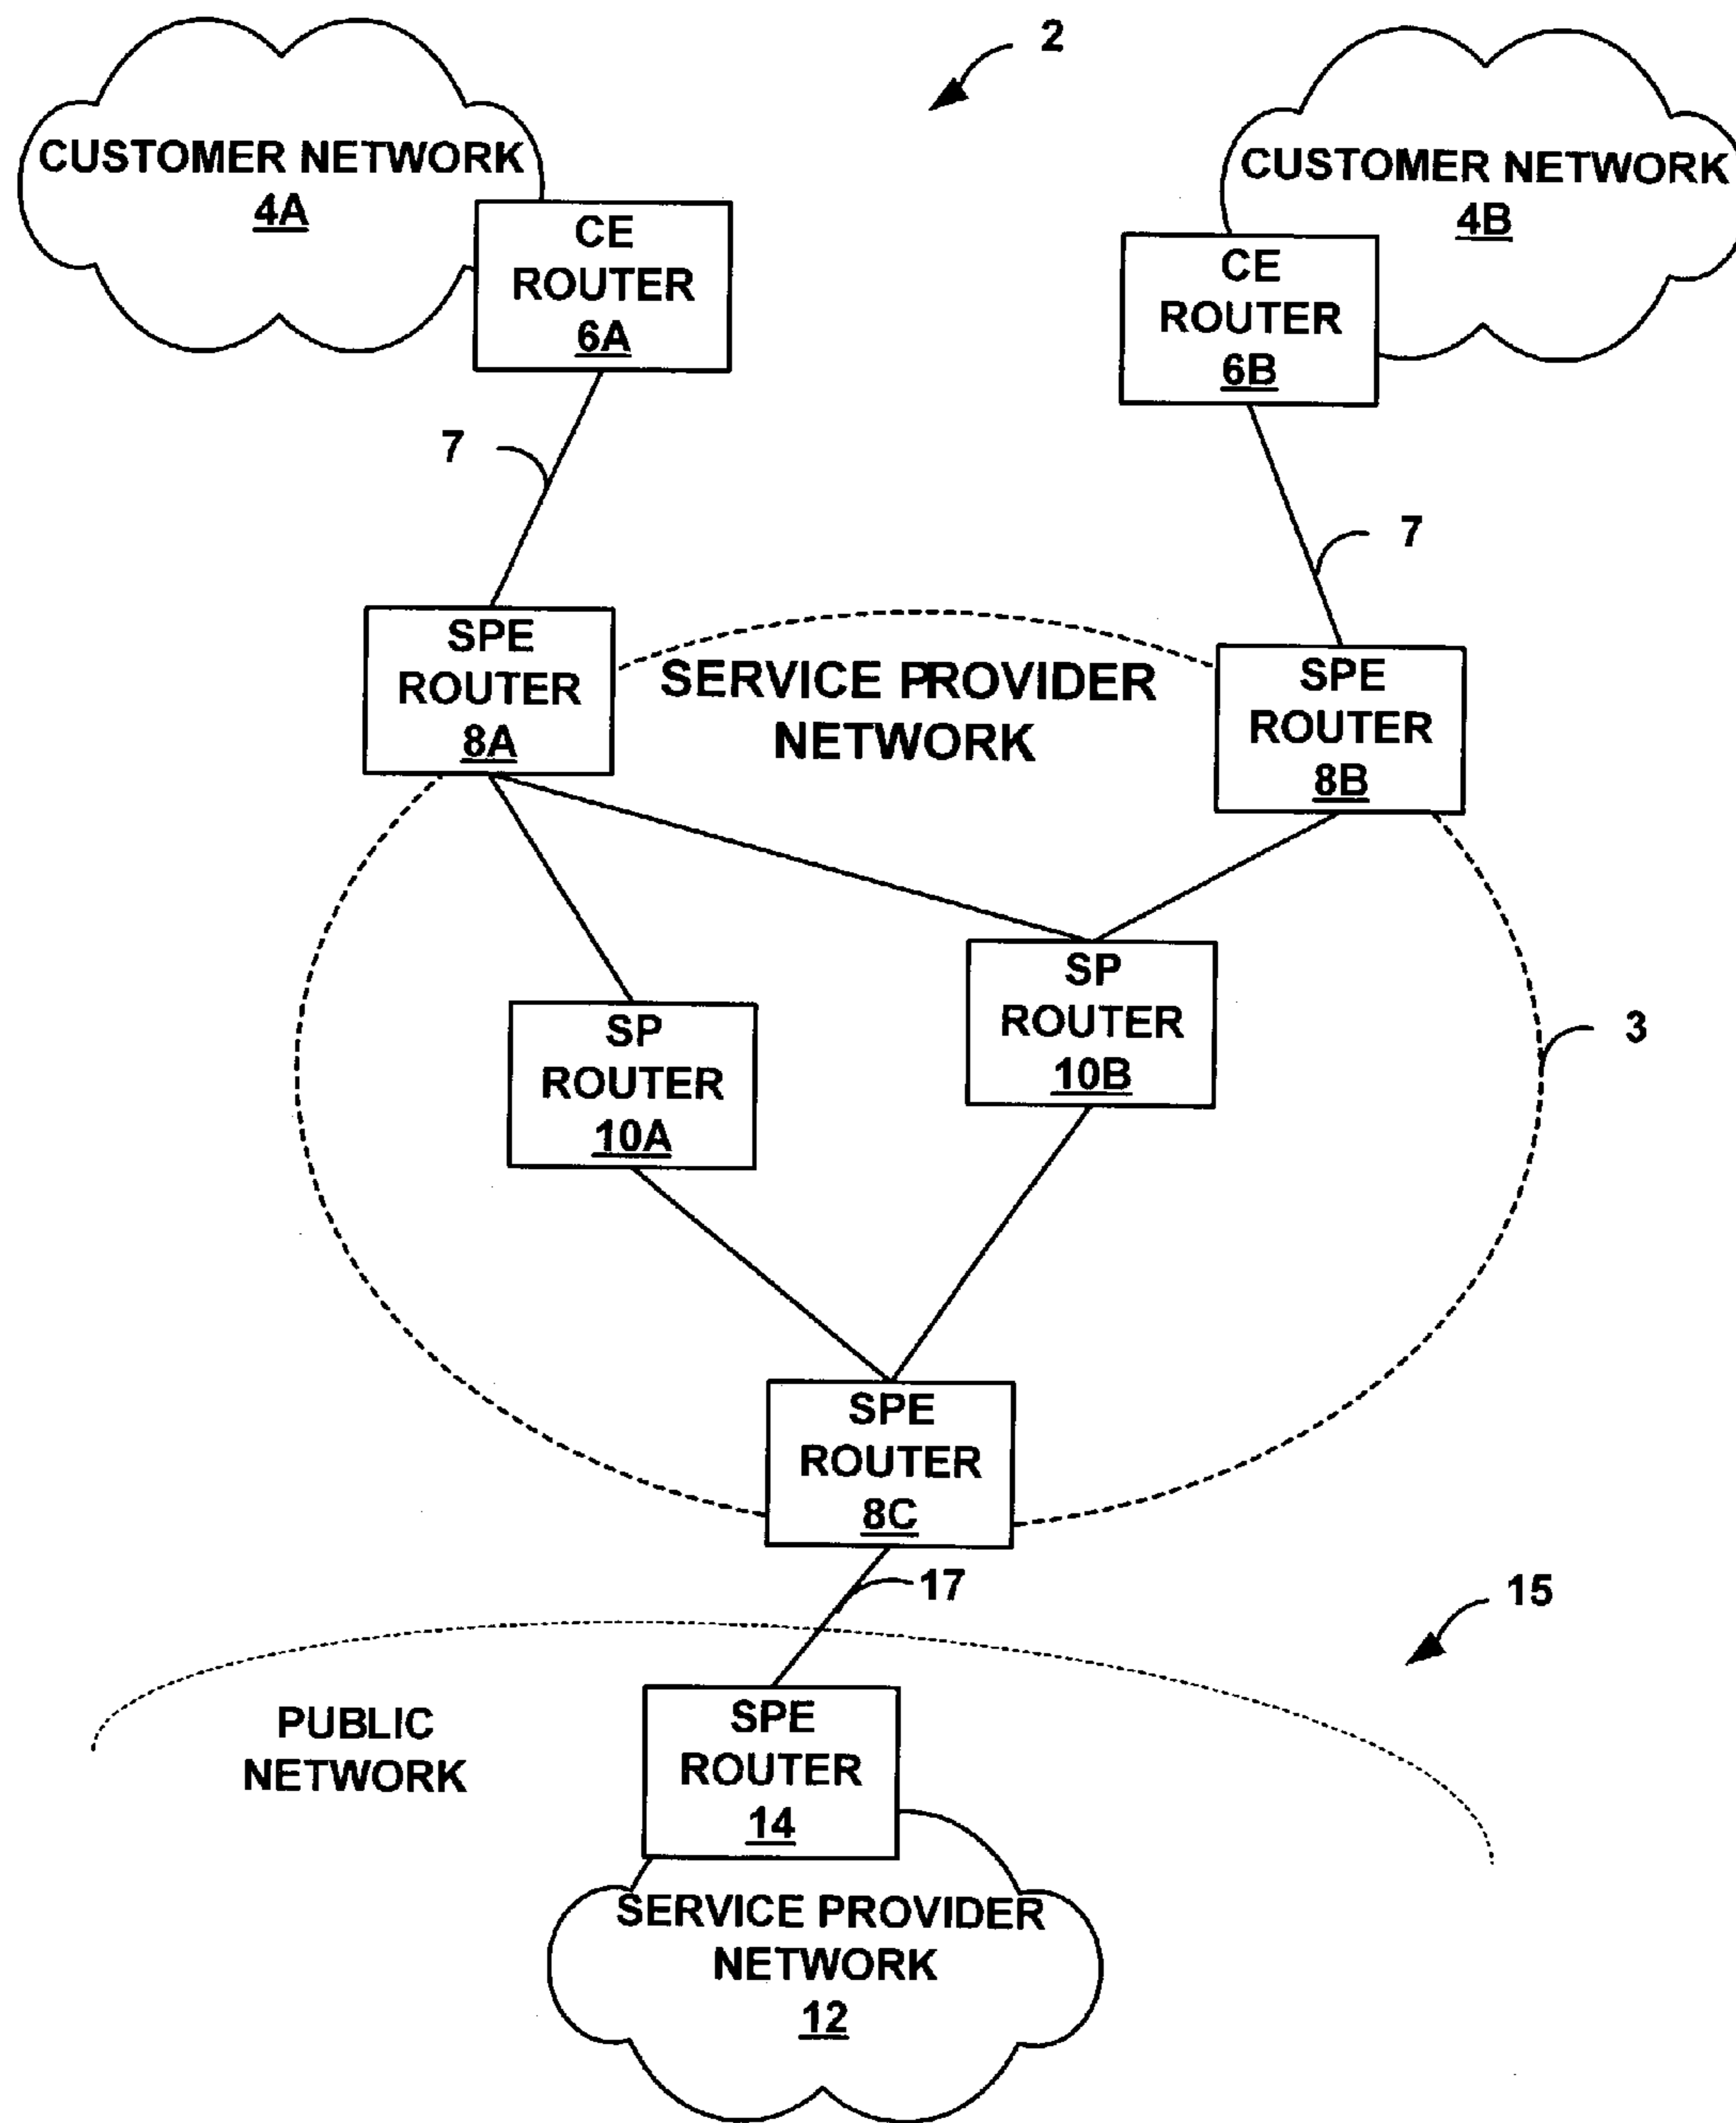 2
CUSTOMER NETWORK
4A
CUSTOMER NETWORK
4B
CE
ROUTER
6A
CE
ROUTER
6B
7
7
SPE
ROUTER
8A
SERVICE PROVIDER
NETWORK
SPE
ROUTER
8B
SP
ROUTER
10A
SP
ROUTER
10B
3
SPE
ROUTER
8C
17
15
PUBLIC
NETWORK
SPE
ROUTER
14
SERVICE PROVIDER
NETWORK
12